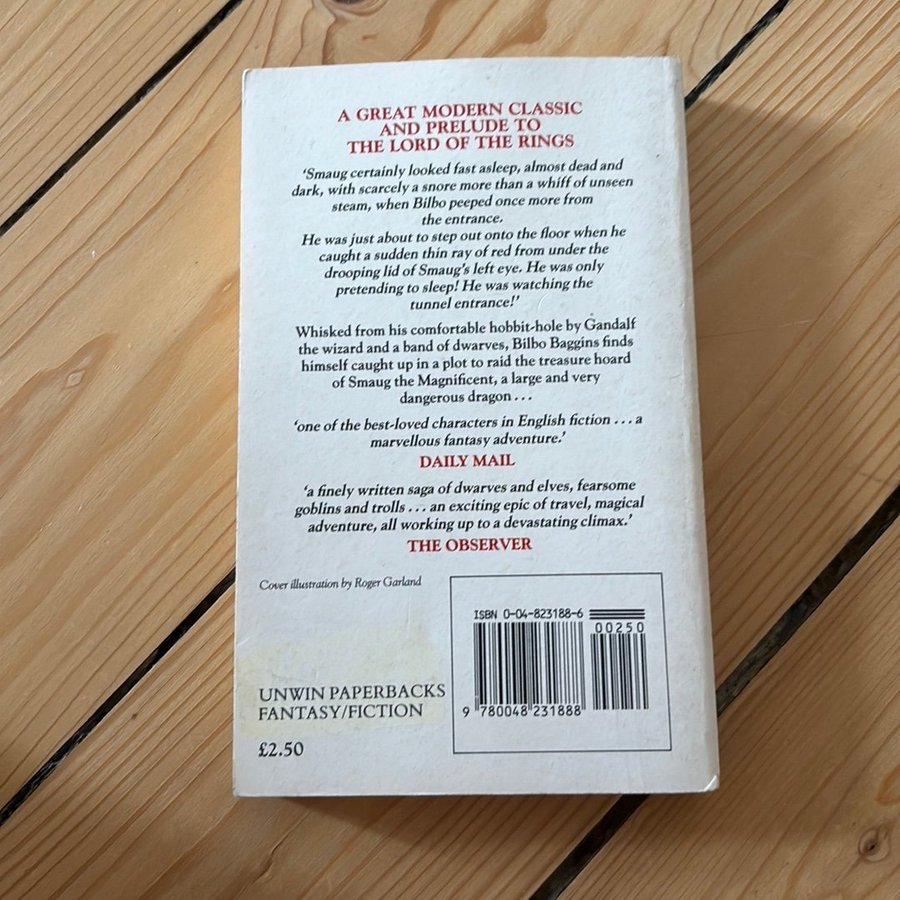 A GREAT MODERN CLASSIC
AND PRELUDE TO
THE LORD OF THE RINGS
‘Smaug certainly looked fast asleep, almost dead and
dark, with scarcely a snore more than a whiff of unseen
steam, when Bilbo peeped once more from
the entrance.
He was just about to step out onto the floor when he
caught a sudden thin ray of red from under the
drooping lid of Smaug’s left eye. He was only
pretending to sleep! He was watching the
tunnel entrance!’
Whisked from his comfortable hobbit-hole by Gandalf
the wizard and a band of dwarves, Bilbo Baggins finds
himself caught up in a plot to raid the treasure hoard
of Smaug the Magnificent, a large and very
dangerous dragon . . .
‘one of the best-loved characters in English fiction . . . a
marvellous fantasy adventure.’
DAILY MAIL
‘a finely written saga of dwarves and elves, fearsome
goblins and trolls . . . an exciting epic of travel, magical
adventure, all working up to a devastating climax.’
THE OBSERVER
Cover illustration by Roger Garland
ISBN 0-04-823188-6
00250
9 780048 231888
UNWIN PAPERBACKS
FANTASY/FICTION
£2.50